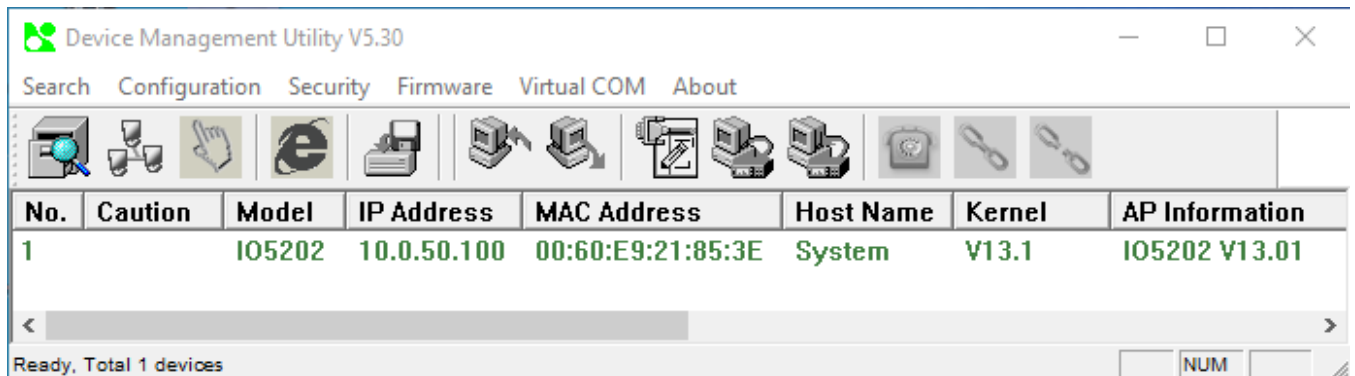 Device Management Utility V5.30
Search Configuration Security Firmware Virtual COM About
No. Caution Model IP Address MAC Address Host Name Kernel AP Information
1 IO5202 10.0.50.100 00:60:E9:21:85:3E System V13.1 IO5202 V13.01
Ready, Total 1 devices NUM